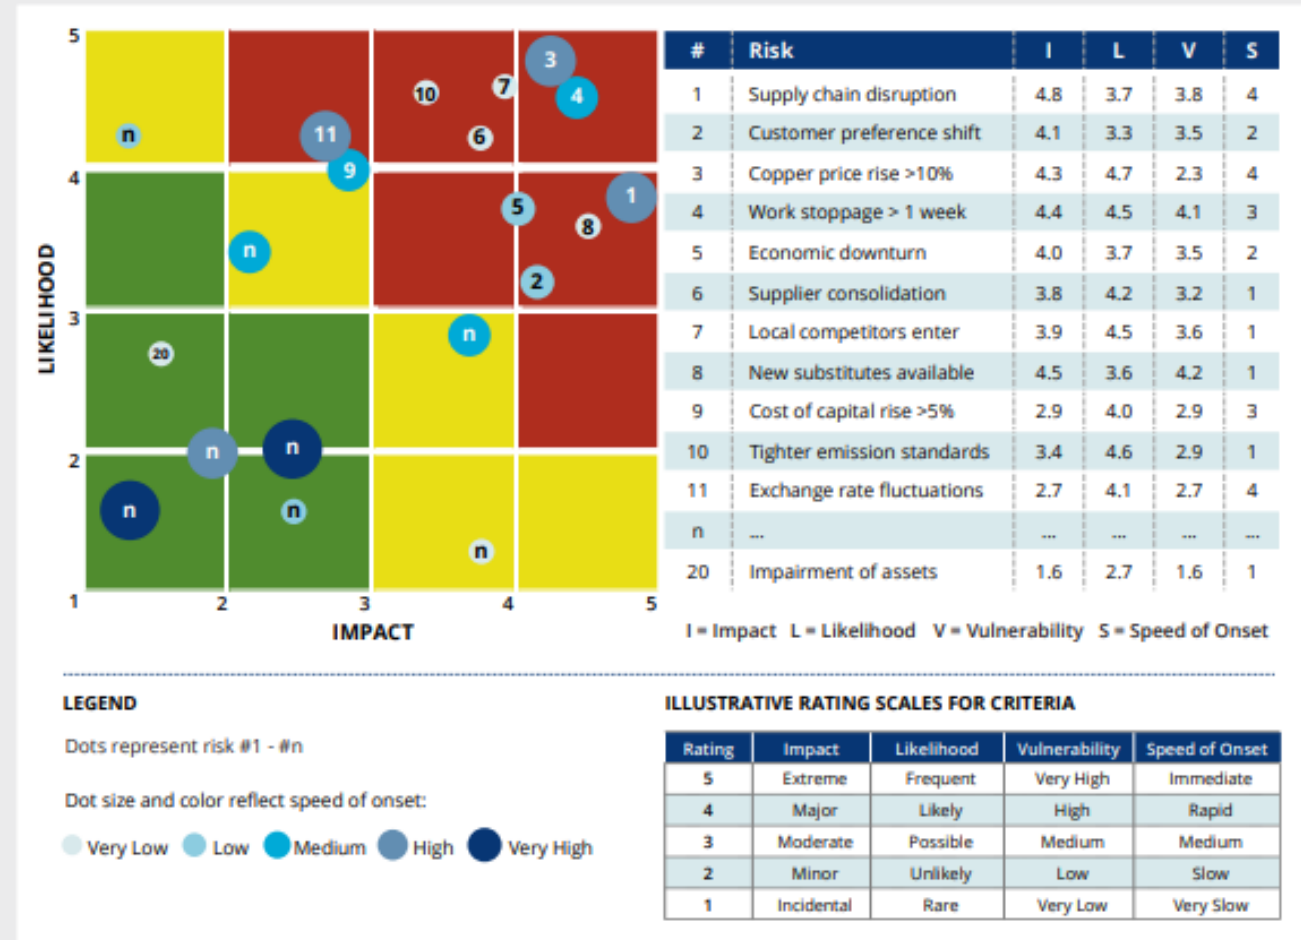 5
4
3
2
1
2
3
4
5
LIKELIHOOD
IMPACT
n
11
9
10
7
6
3
4
n
5
1
8
2
20
n
n
n
n
n
n
# Risk I L V S
1 Supply chain disruption 4.8 3.7 3.8 4
2 Customer preference shift 4.1 3.3 3.5 2
3 Copper price rise >10% 4.3 4.7 2.3 4
4 Work stoppage > 1 week 4.4 4.5 4.1 3
5 Economic downturn 4.0 3.7 3.5 2
6 Supplier consolidation 3.8 4.2 3.2 1
7 Local competitors enter 3.9 4.5 3.6 1
8 New substitutes available 4.5 3.6 4.2 1
9 Cost of capital rise >5% 2.9 4.0 2.9 3
10 Tighter emission standards 3.4 4.6 2.9 1
11 Exchange rate fluctuations 2.7 4.1 2.7 4
n ... ... ... ... ...
20 Impairment of assets 1.6 2.7 1.6 1
I = Impact L = Likelihood V = Vulnerability S = Speed of Onset
LEGEND
Dots represent risk #1 - #n
Dot size and color reflect speed of onset:
Very Low Low Medium High Very High
ILLUSTRATIVE RATING SCALES FOR CRITERIA
Rating Impact Likelihood Vulnerability Speed of Onset
5 Extreme Frequent Very High Immediate
4 Major Likely High Rapid
3 Moderate Possible Medium Medium
2 Minor Unlikely Low Slow
1 Incidental Rare Very Low Very Slow